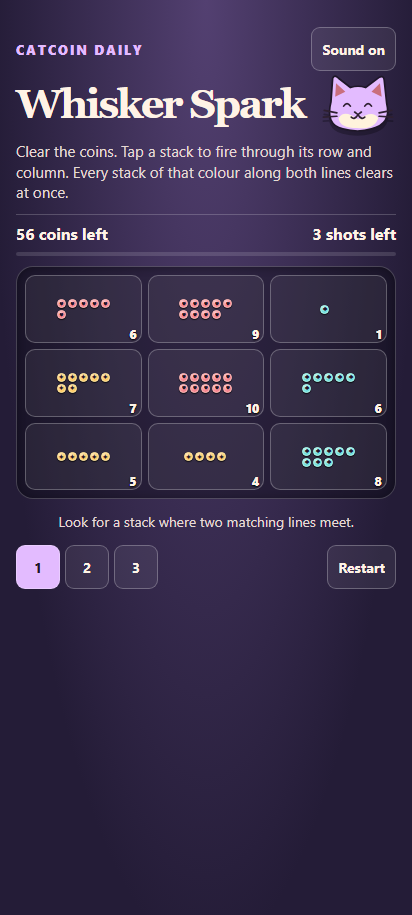 CATCOIN DAILY
Sound on
Whisker Spark
Clear the coins. Tap a stack to fire through its row and
column. Every stack of that colour along both lines clears
at once.
56 coins left
3 shots left
6
9
1
7
10
6
5
4
8
Look for a stack where two matching lines meet.
1
2
3
Restart